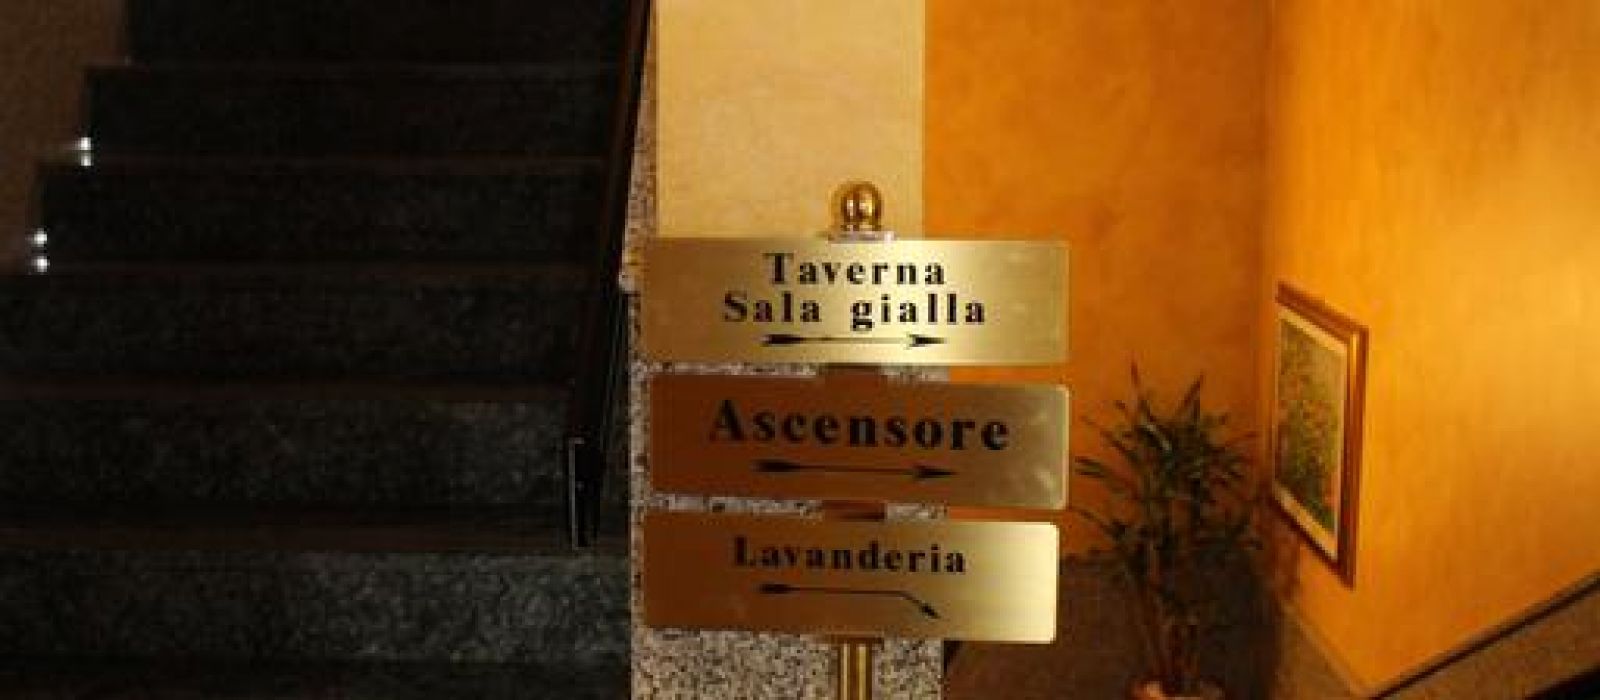 Taverna
Sala gialla
Ascensore
Lavanderia